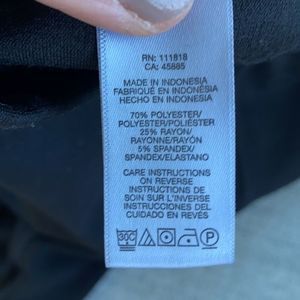 RN: 111818
CA: 45885
MADE IN INDONESIA
FABRIQUÉ EN INDONÉSIA
HECHO EN INDONESIA
70% POLYESTER/
POLYESTER/POLIÉSTER
25% RAYON/
RAYONNE/RAYÓN
5% SPANDEX/
SPANDEX/ELASTANO
CARE INSTRUCTIONS
ON REVERSE
INSTRUCTIONS DE
SOIN SUR L'INVERSE
INSTRUCCIONES DEL
CUIDADO EN REVÉS
30C P